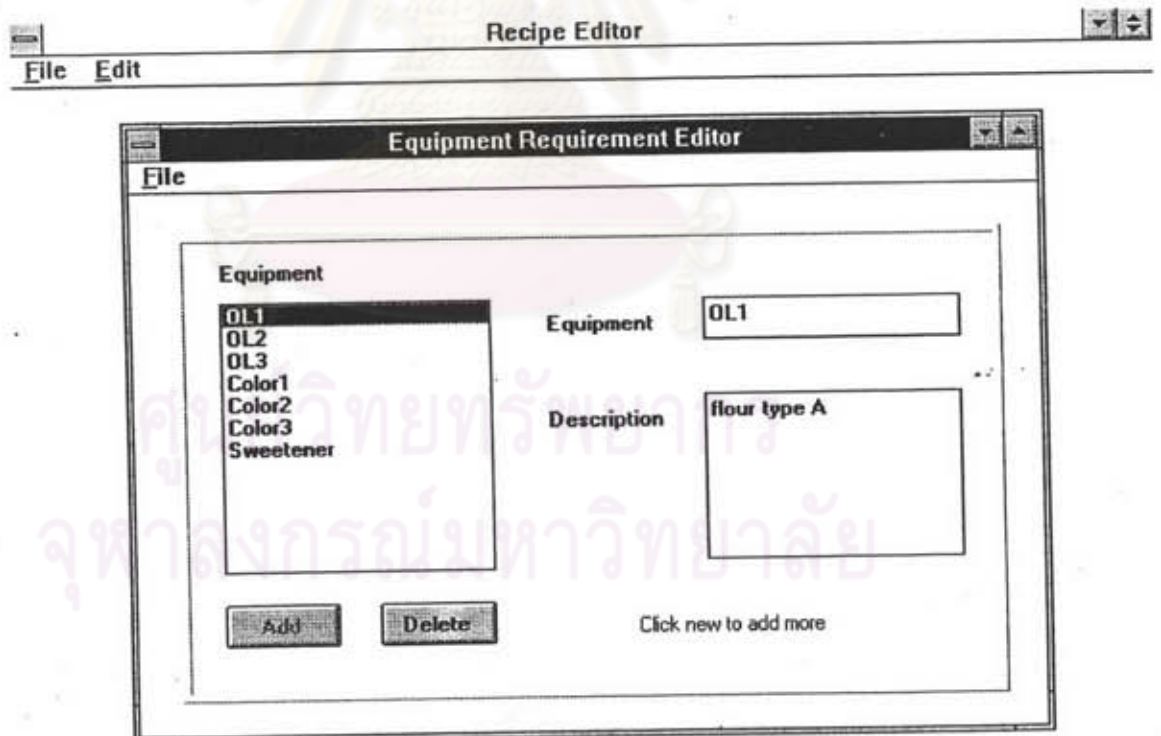 Recipe Editor
File Edit
Equipment Requirement Editor
File
Equipment
OL1
OL2
OL3
Color1
Color2
Color3
Sweetener
Equipment
OL1
Description
flour type A
Add
Delete
Click new to add more
ศูนย์วิทยทรัพยากร
จุฬาลงกรณ์มหาวิทยาลัย